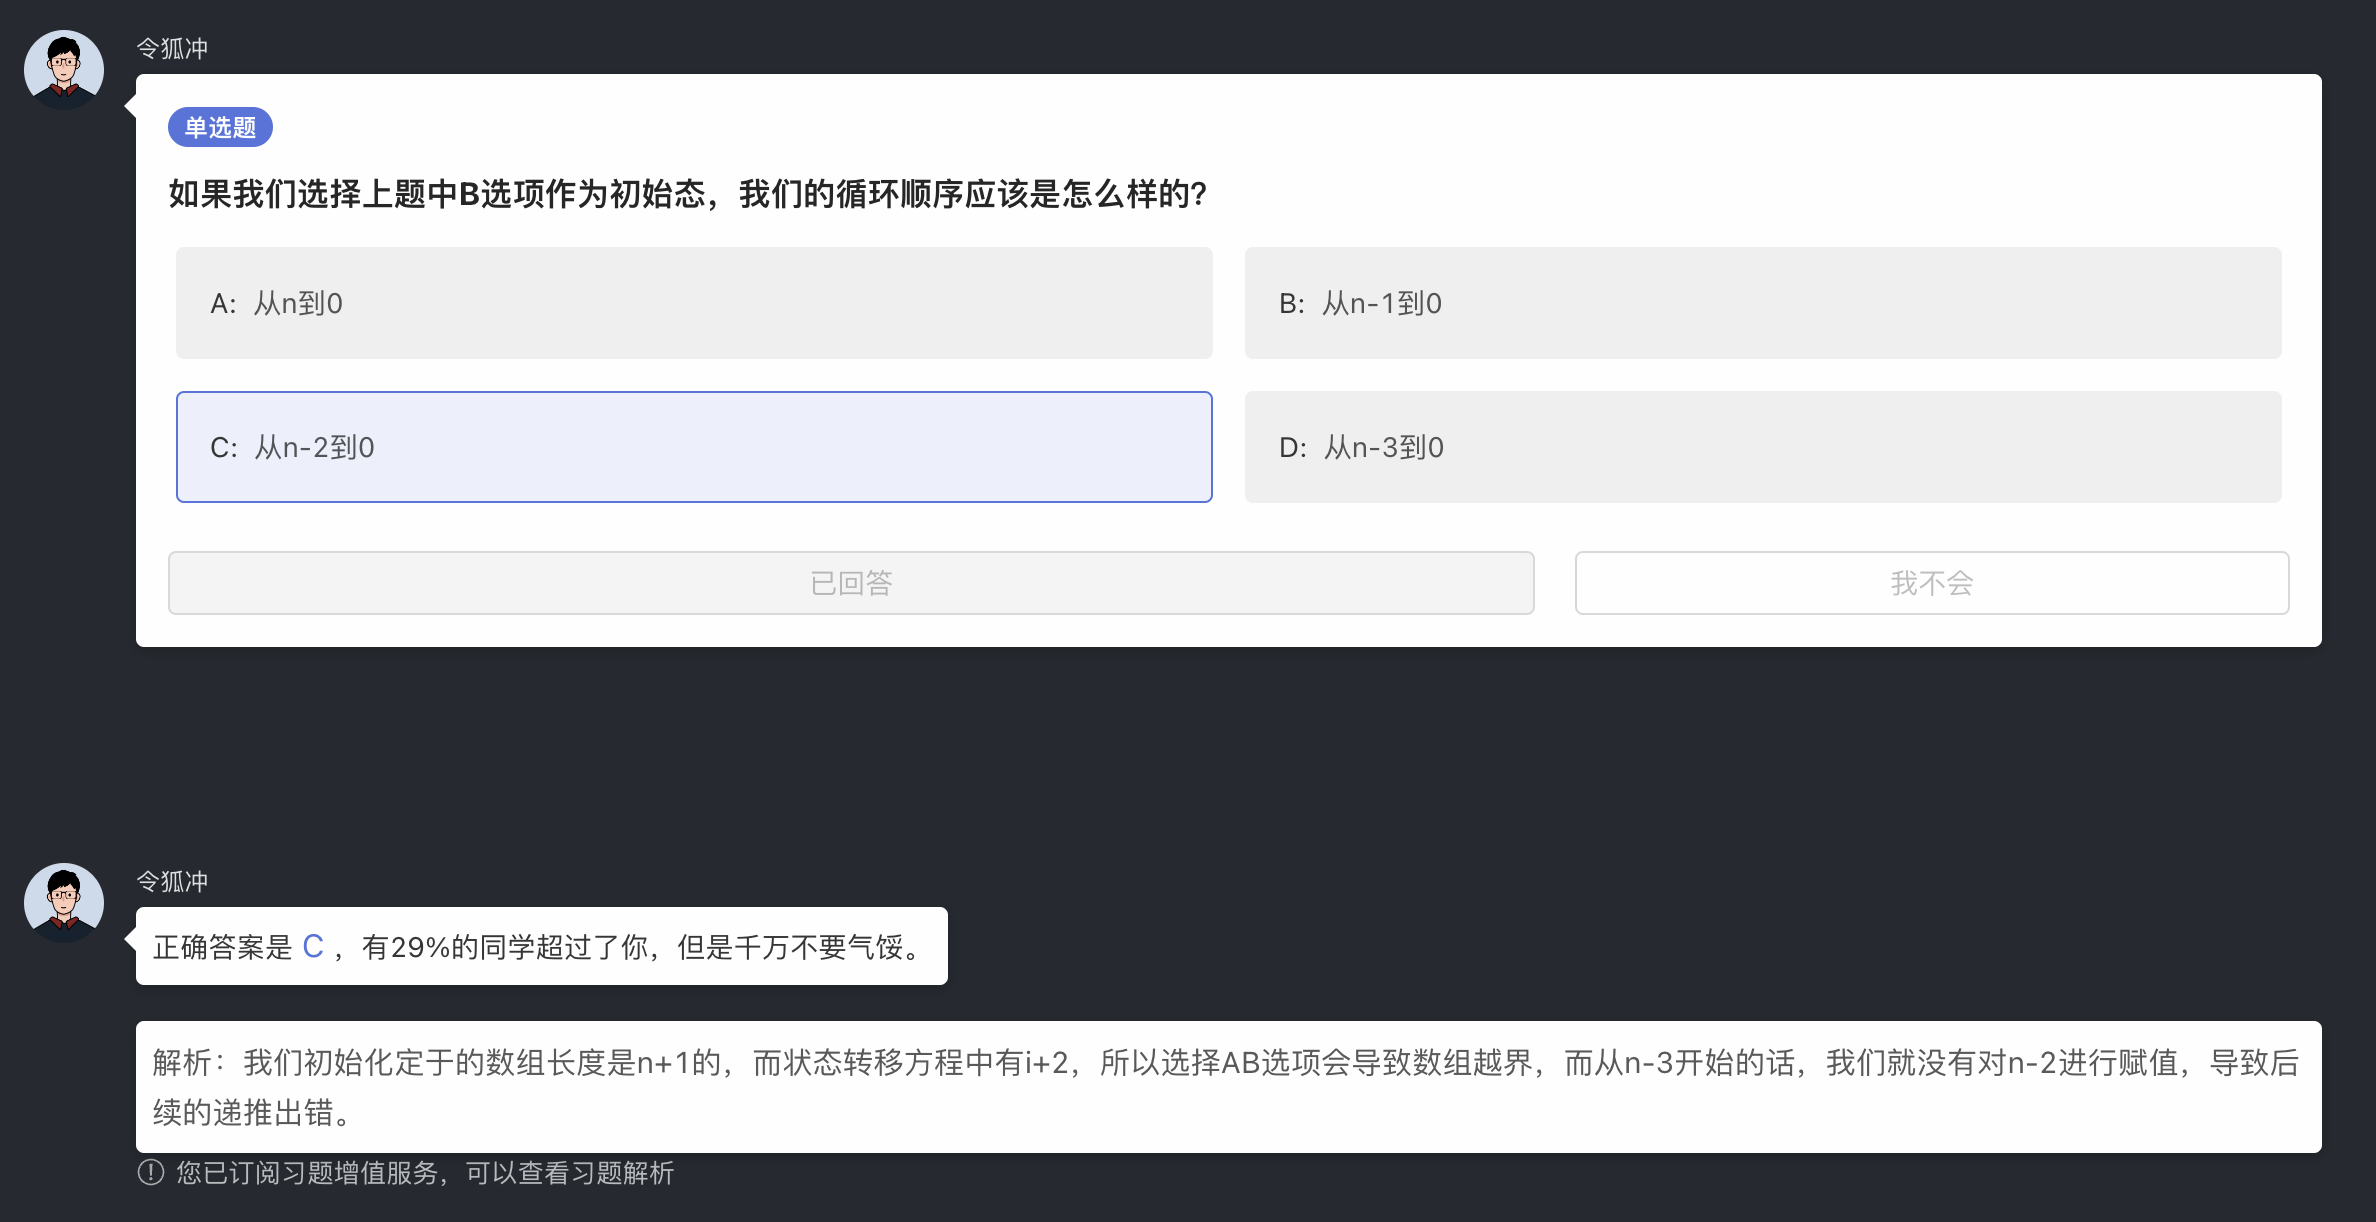 令狐冲
单选题
如果我们选择上题中B选项作为初始态，我们的循环顺序应该是怎么样的？
A: 从n到0
B: 从n-1到0
C: 从n-2到0
D: 从n-3到0
已回答
我不会
令狐冲
正确答案是 C ，有29%的同学超过了你，但是千万不要气馁。
解析：我们初始化定于的数组长度是n+1的，而状态转移方程中有i+2，所以选择AB选项会导致数组越界，而从n-3开始的话，我们就没有对n-2进行赋值，导致后
续的递推出错。
您已订阅习题增值服务，可以查看习题解析